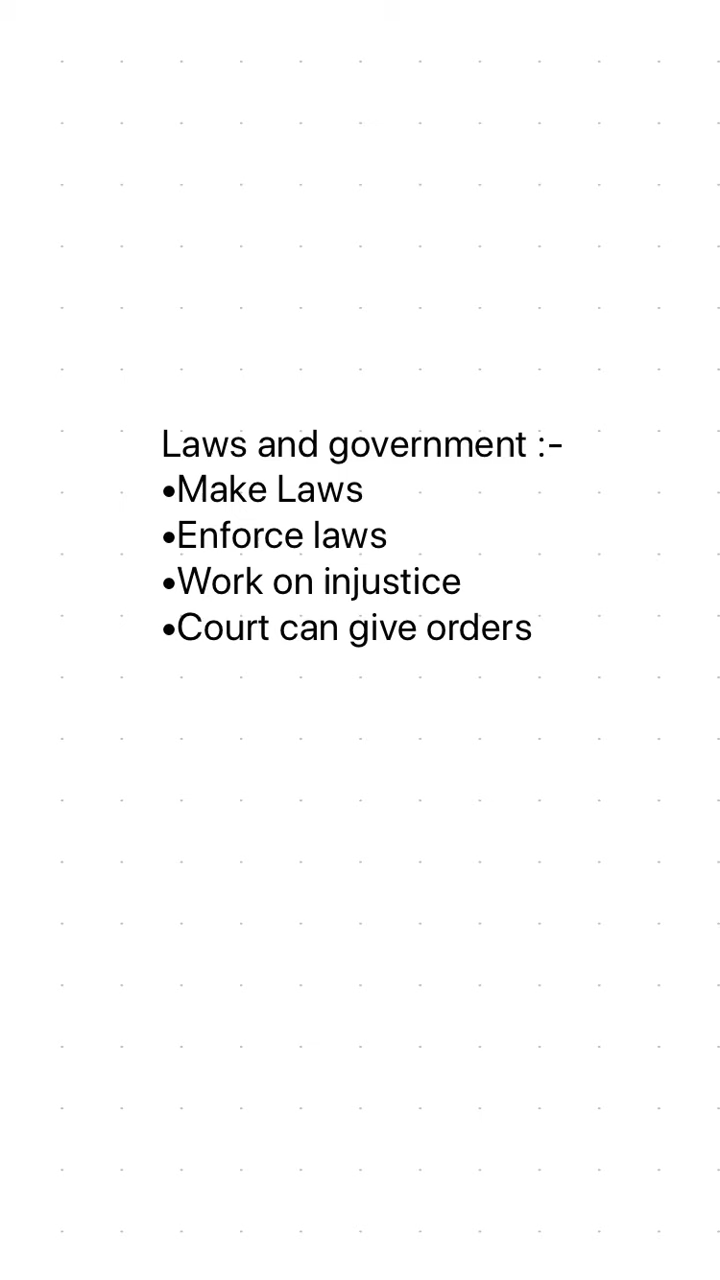 Laws and government :-
•Make Laws
•Enforce laws
•Work on injustice
•Court can give orders